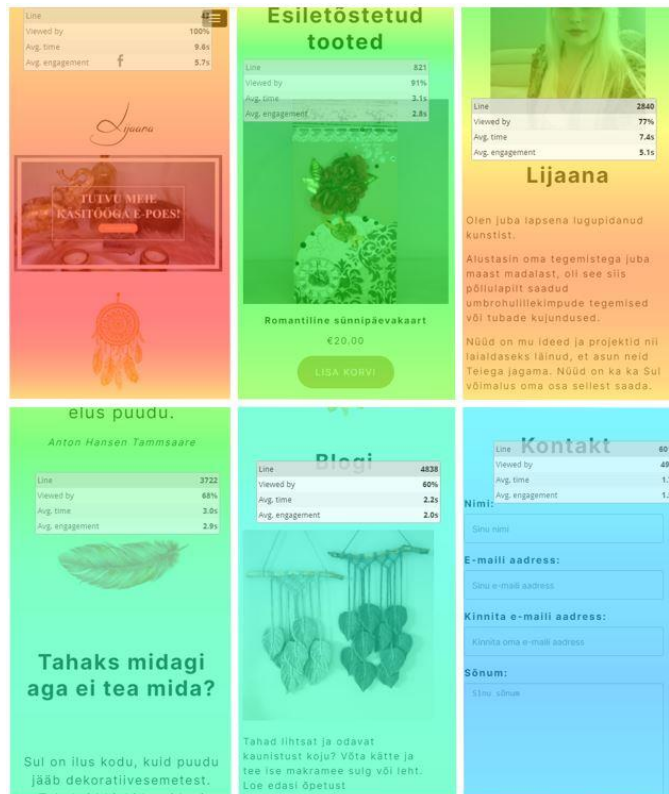 Line 42
Viewed by 100%
Avg. time 9.6s
Avg. engagement 5.7s
f
Lijaana
TUTVU MEIE
KÄSITÖÖGA E-POES!
Esiletõstetud
tooted
Line 821
Viewed by 91%
Avg. time 3.1s
Avg. engagement 2.8s
Romantiline sünnipäevakaart
€20.00
LISA KORVI
Line 2840
Viewed by 77%
Avg. time 7.4s
Avg. engagement 5.1s
Lijaana
Olen juba lapsena lugupidanud
kunstist.
Alustasin oma tegemistega juba
maast madalast, oli see siis
põllulapilt saadud
umbrohulillekimpude tegemised
või tubade kujundused.
Nüüd on mu ideed ja projektid nii
laialdaseks läinud, et asun neid
Teiega jagama. Nüüd on ka ka Sul
võimalus oma osa sellest saada.
elus puudu.
Anton Hansen Tammsaare
Line 3722
Viewed by 68%
Avg. time 3.0s
Avg. engagement 2.9s
Tahaks midagi
aga ei tea mida?
Sul on ilus kodu, kuid puudu
jääb dekoratiivesemetest.
Blogi
Line 4838
Viewed by 60%
Avg. time 2.2s
Avg. engagement 2.0s
Tahad lihtsat ja odavat
kaunistust koju? Võta kätte ja
tee ise makramee sulg või leht.
Loe edasi õpetust
Kontakt
Line 60
Viewed by 49
Avg. time 1.
Avg. engagement 1.
Nimi:
Sinu nimi
E-maili aadress:
Sinu e-maili aadress
Kinnita e-maili aadress:
Kinnita oma e-maili aadress
Sõnum:
Sinu sõnum